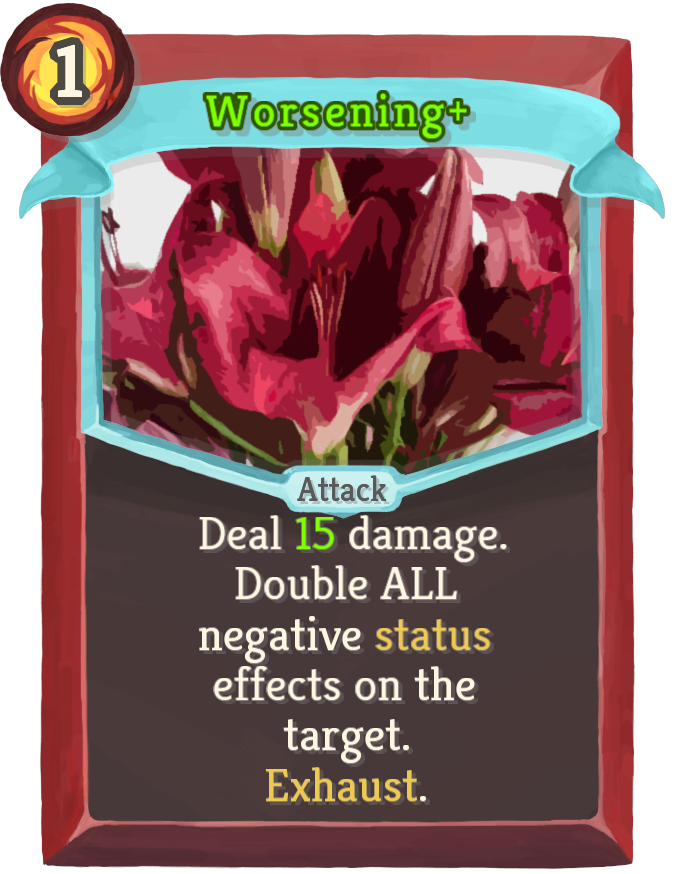 1
Worsening+
Attack
Deal 15 damage.
Double ALL
negative status
effects on the
target.
Exhaust.